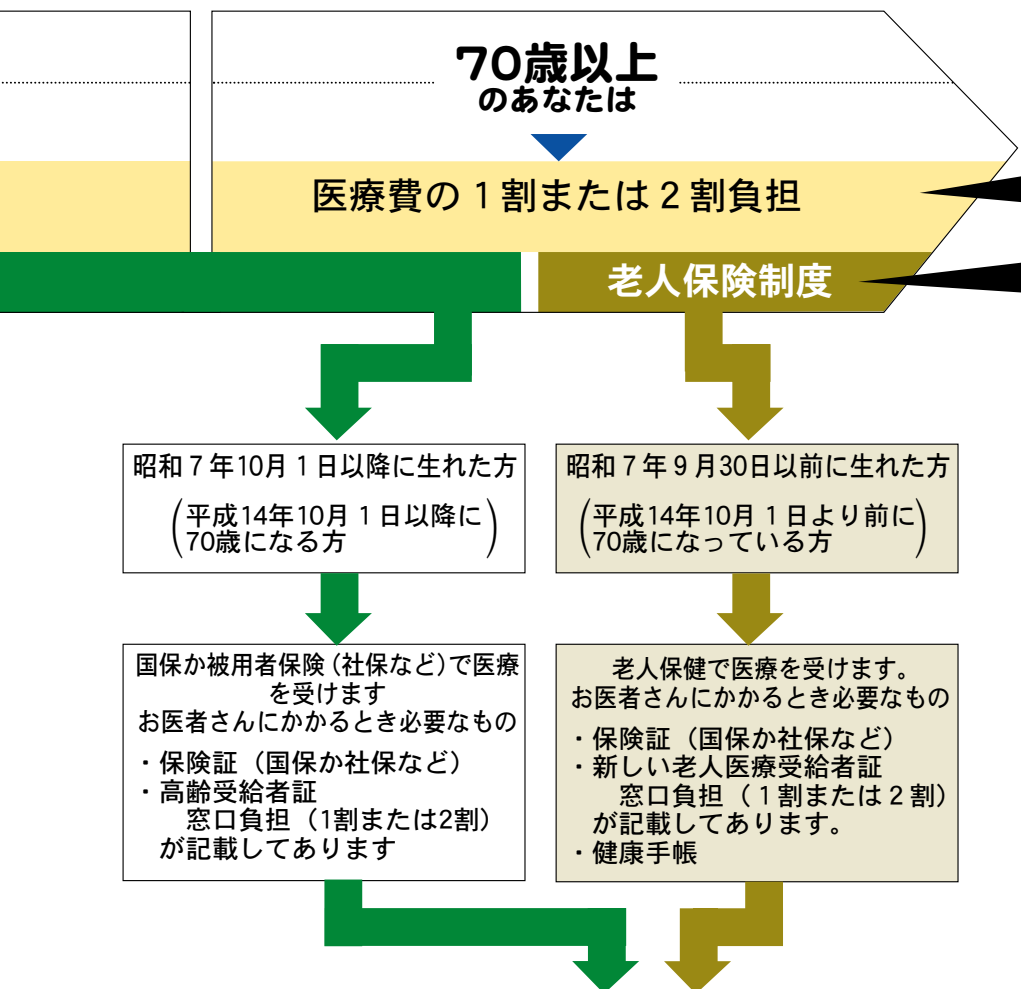 70歳以上
のあなたは
医療費の１割または２割負担
老人保険制度
昭和７年10月１日以降に生れた方
(平成14年10月１日以降に
70歳になる方)
国保か被用者保険（社保など）で医療
を受けます
お医者さんにかかるとき必要なもの
・保険証（国保か社保など）
・高齢受給者証
窓口負担（1割または2割）
が記載してあります
昭和７年９月30日以前に生れた方
(平成14年10月１日より前に
70歳になっている方)
老人保健で医療を受けます。
お医者さんにかかるとき必要なもの
・保険証（国保か社保など）
・新しい老人医療受給者証
窓口負担（１割または２割）
が記載してあります。
・健康手帳